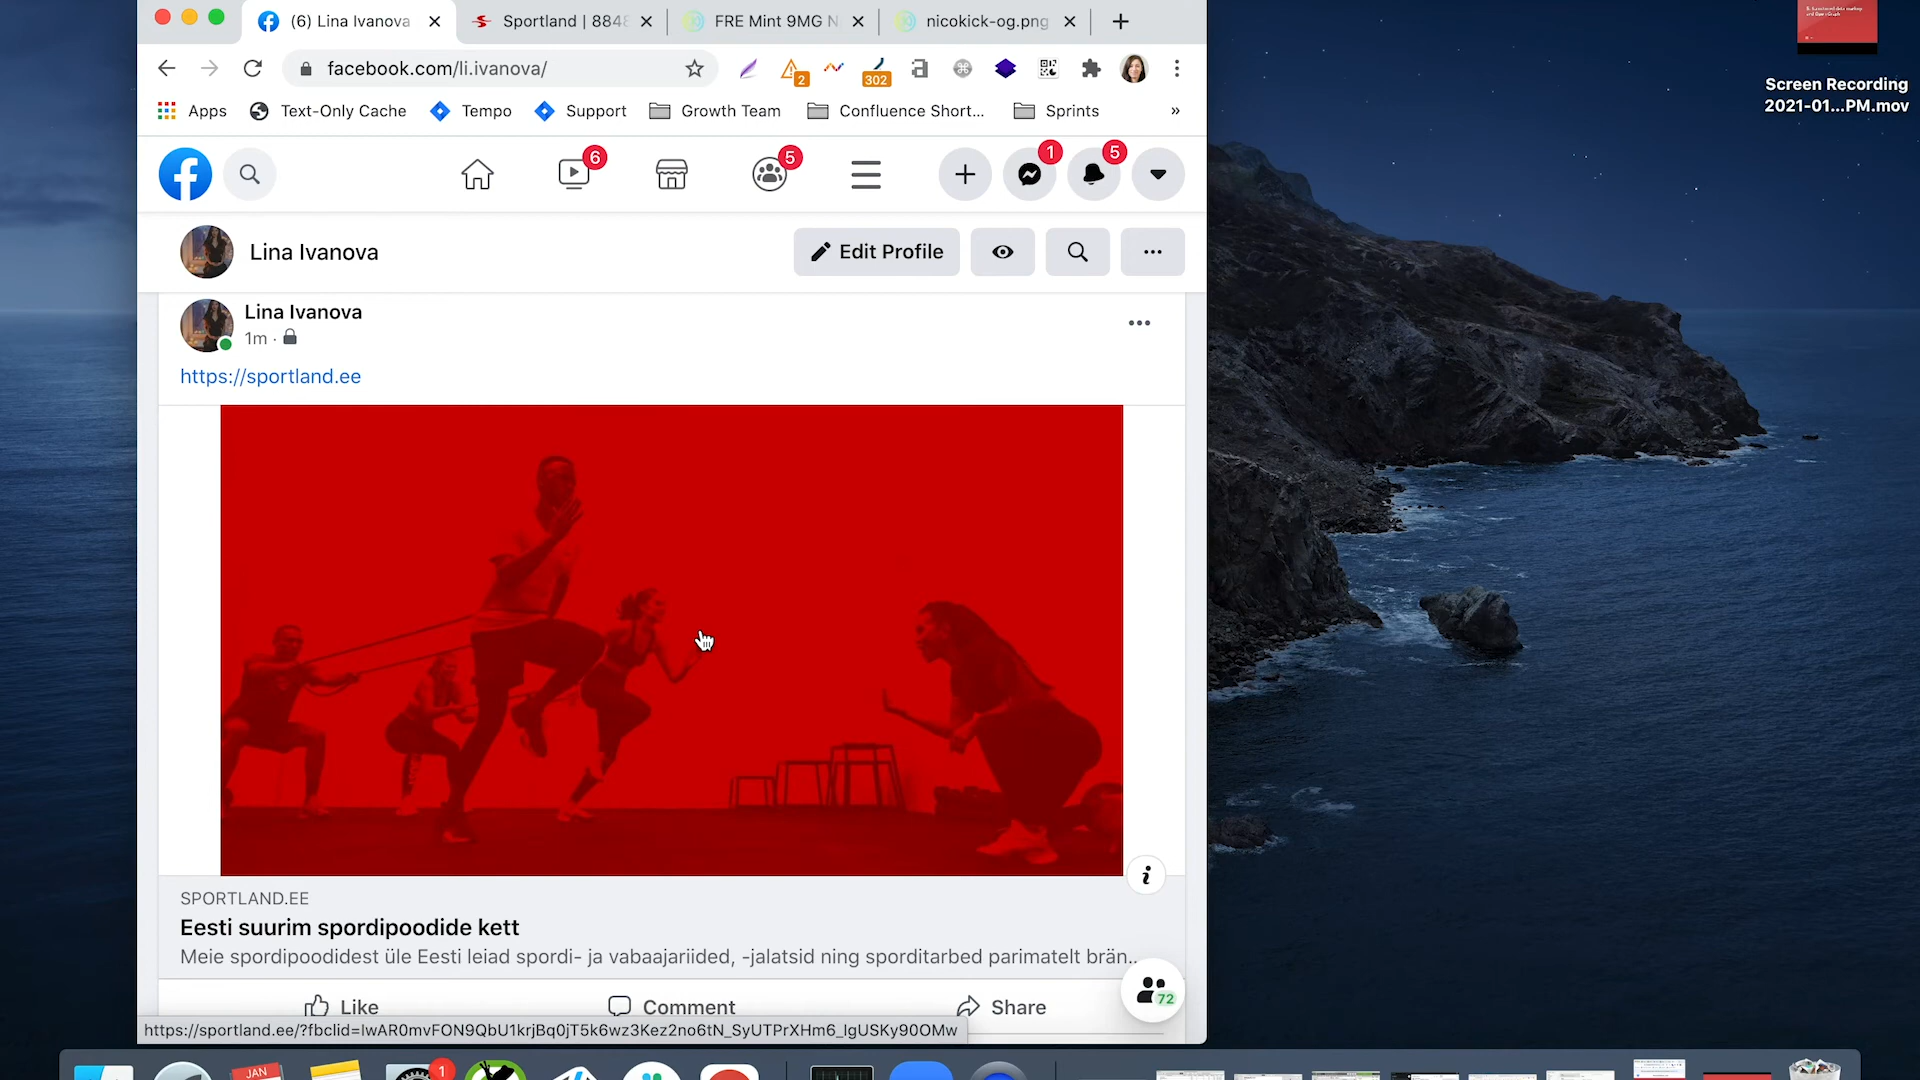 (6) Lina Ivanova
Sportland | 8848
FRE Mint 9MG N
nicokick-og.png
facebook.com/li.ivanova/
2
302
Apps
Text-Only Cache
Tempo
Support
Growth Team
Confluence Short...
Sprints
»
6
5
1
5
Lina Ivanova
Edit Profile
Lina Ivanova
1m ·
https://sportland.ee
SPORTLAND.EE
Eesti suurim spordipoodide kett
Meie spordipoodidest üle Eesti leiad spordi- ja vabaajariided, -jalatsid ning sporditarbed parimatelt brän..
72
Like
Comment
Share
https://sportland.ee/?fbclid=IwAR0mvFON9QbU1krjBq0jT5k6wz3Kez2no6tN_SyUTPrXHm6_lgUSKy90OMw
JAN
1
Screen Recording
2021-01...PM.mov